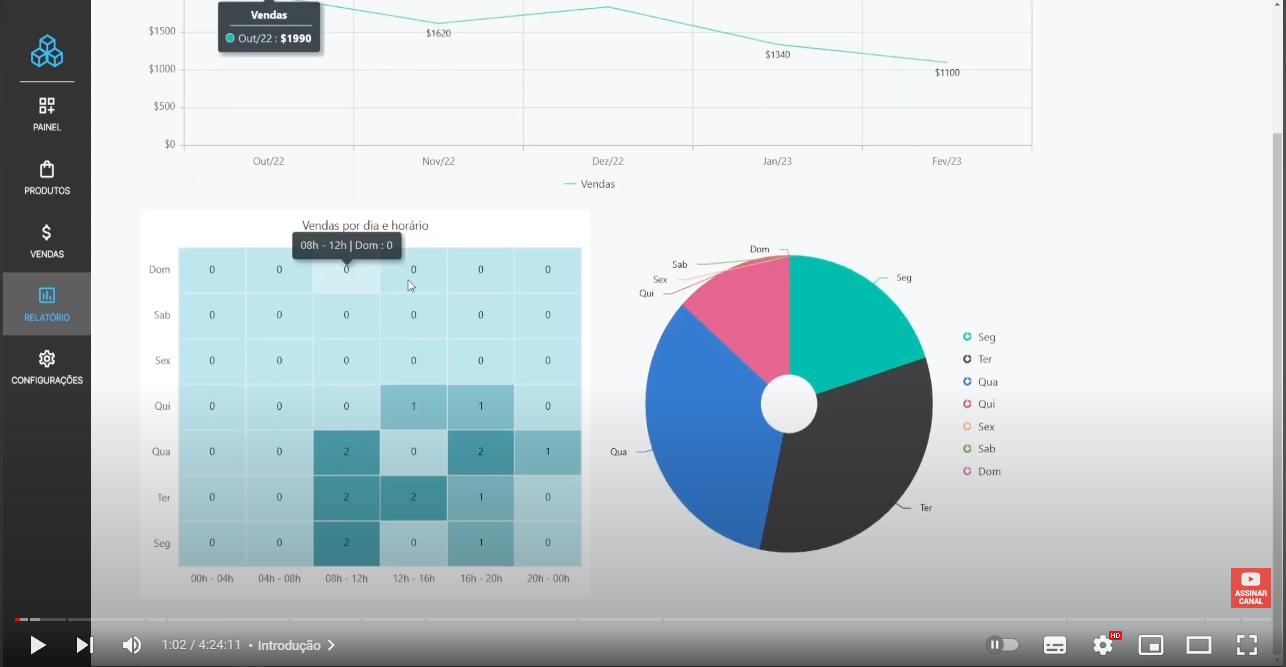 Vendas
Out/22 : $1990
$1500
$1620
$1340
$1000
$1100
$500
$0
Out/22
Nov/22
Dez/22
Jan/23
Fev/23
Vendas
PAINEL
PRODUTOS
VENDAS
RELATÓRIO
CONFIGURAÇÕES
Vendas por dia e horário
08h - 12h | Dom : 0
Dom 0 0 0 0 0 0
Sab 0 0 0 0 0 0
Sex 0 0 0 0 0 0
Qui 0 0 0 1 1 0
Qua 0 0 2 0 2 1
Ter 0 0 2 2 1 0
Seg 0 0 2 0 1 0
00h - 04h 04h - 08h 08h - 12h 12h - 16h 16h - 20h 20h - 00h
Dom
Sab
Sex
Qui
Seg
Qua
Ter
Seg
Ter
Qua
Qui
Sex
Sab
Dom
ASSINAR
CANAL
1:02 / 4:24:11 • Introdução
HD